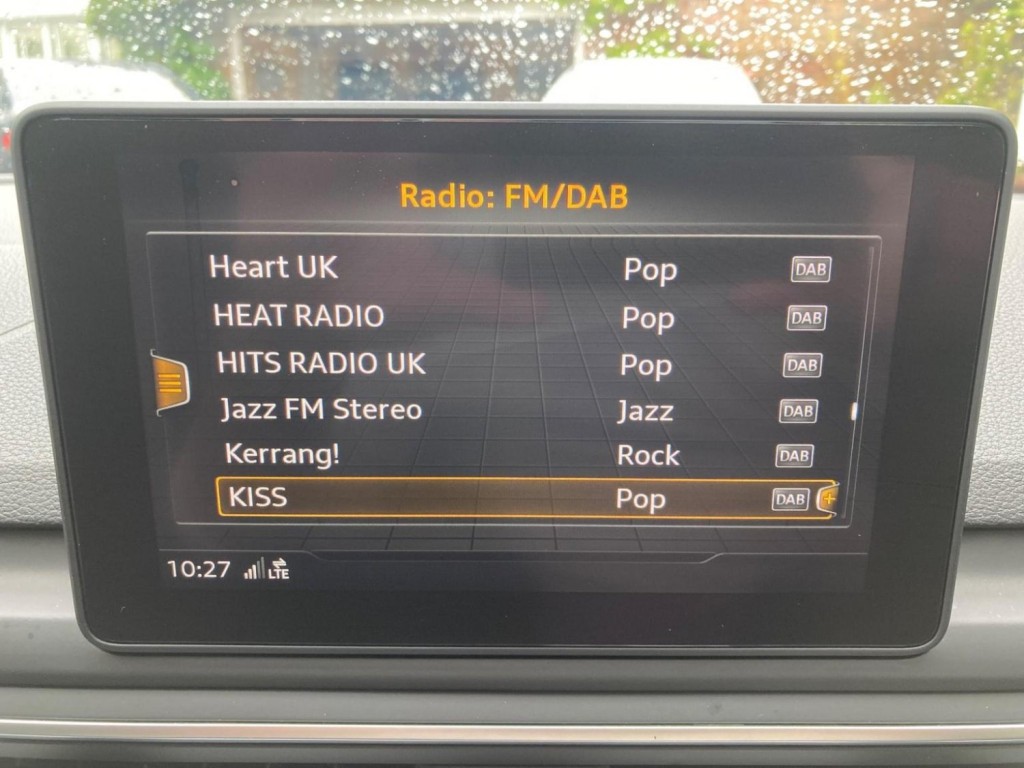 Radio: FM/DAB
Heart UK Pop DAB
HEAT RADIO Pop DAB
HITS RADIO UK Pop DAB
Jazz FM Stereo Jazz DAB
Kerrang! Rock DAB
KISS Pop DAB +
10:27 LTE